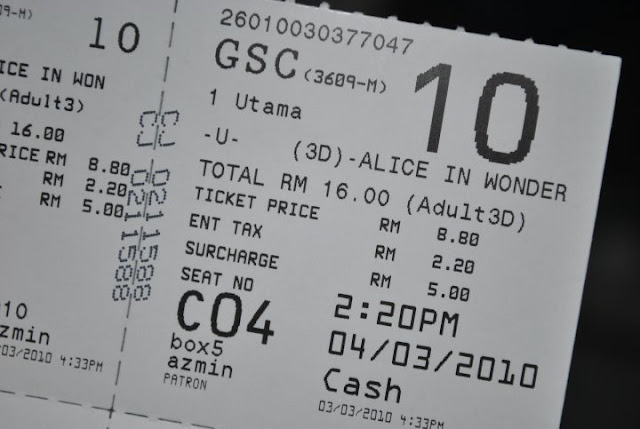 9-M)
10
ICE IN WON
(Adult3)
16.00
RICE RM 8.80
RM 2.20
RM 5.00
010
azmin
/03/2010 4:33PM
26010030377047
GSC (3609-M)
10
1 Utama
-U- (3D)-ALICE IN WONDER
TOTAL RM 16.00 (Adult3D)
TICKET PRICE RM 8.80
ENT TAX RM 2.20
SURCHARGE RM 5.00
SEAT NO
C04
2:20PM
box5
04/03/2010
azmin
Cash
PATRON
03/03/2010 4:33PM